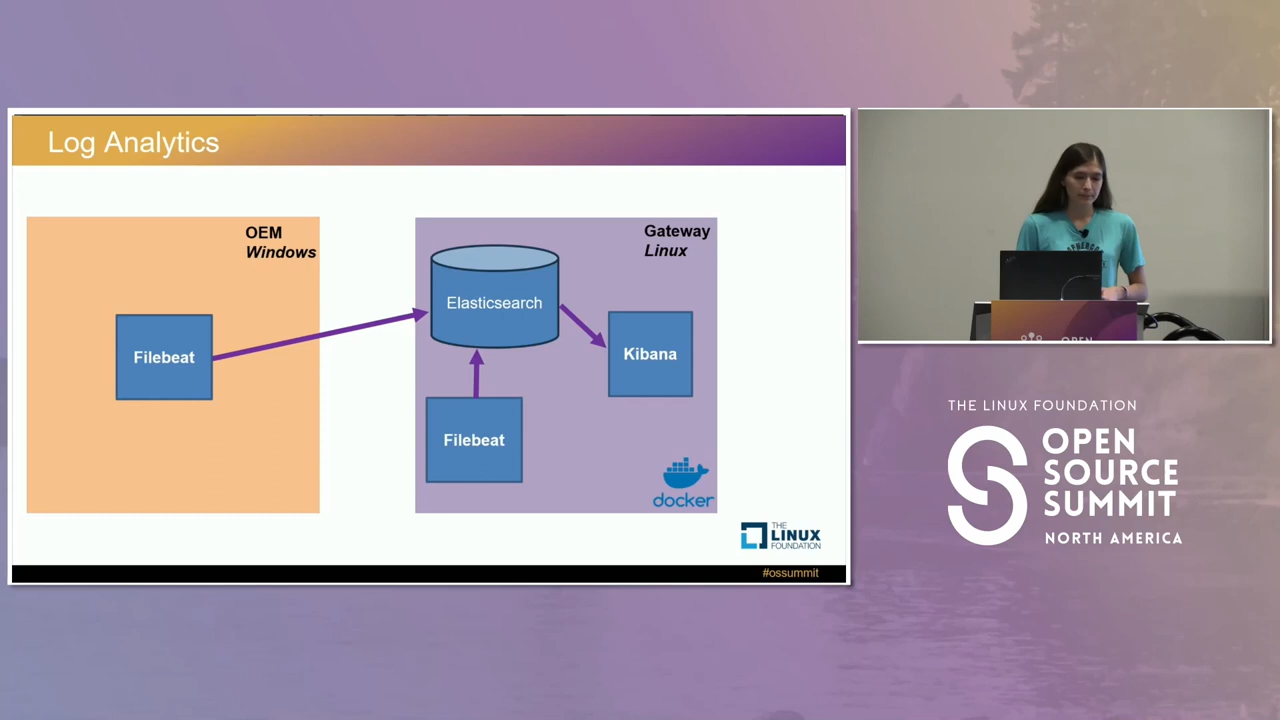 Log Analytics
OEM
Windows
Filebeat
Elasticsearch
Gateway
Linux
Kibana
Filebeat
docker
THE
LINUX
FOUNDATION
#ossummit
OPEN
THE LINUX FOUNDATION
OPEN
SOURCE
SUMMIT
NORTH AMERICA